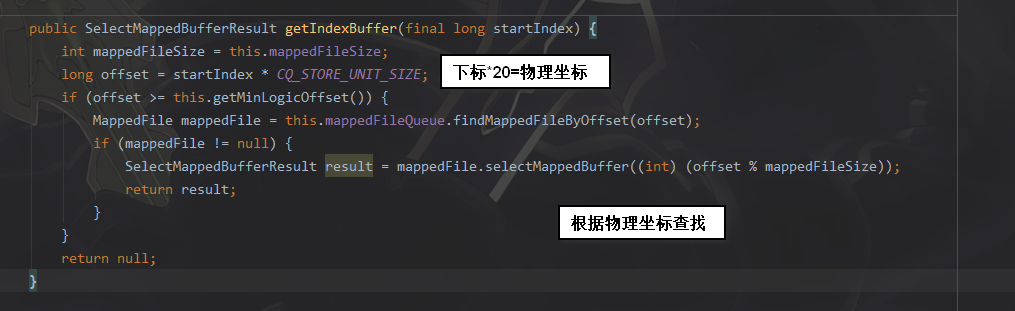 public SelectMappedBufferResult getIndexBuffer(final long startIndex) {
int mappedFileSize = this.mappedFileSize;
long offset = startIndex * CQ_STORE_UNIT_SIZE;
下标*20=物理坐标
if (offset >= this.getMinLogicOffset()) {
MappedFile mappedFile = this.mappedFileQueue.findMappedFileByOffset(offset);
if (mappedFile != null) {
SelectMappedBufferResult result = mappedFile.selectMappedBuffer((int) (offset % mappedFileSize));
return result;
}
根据物理坐标查找
}
return null;
}